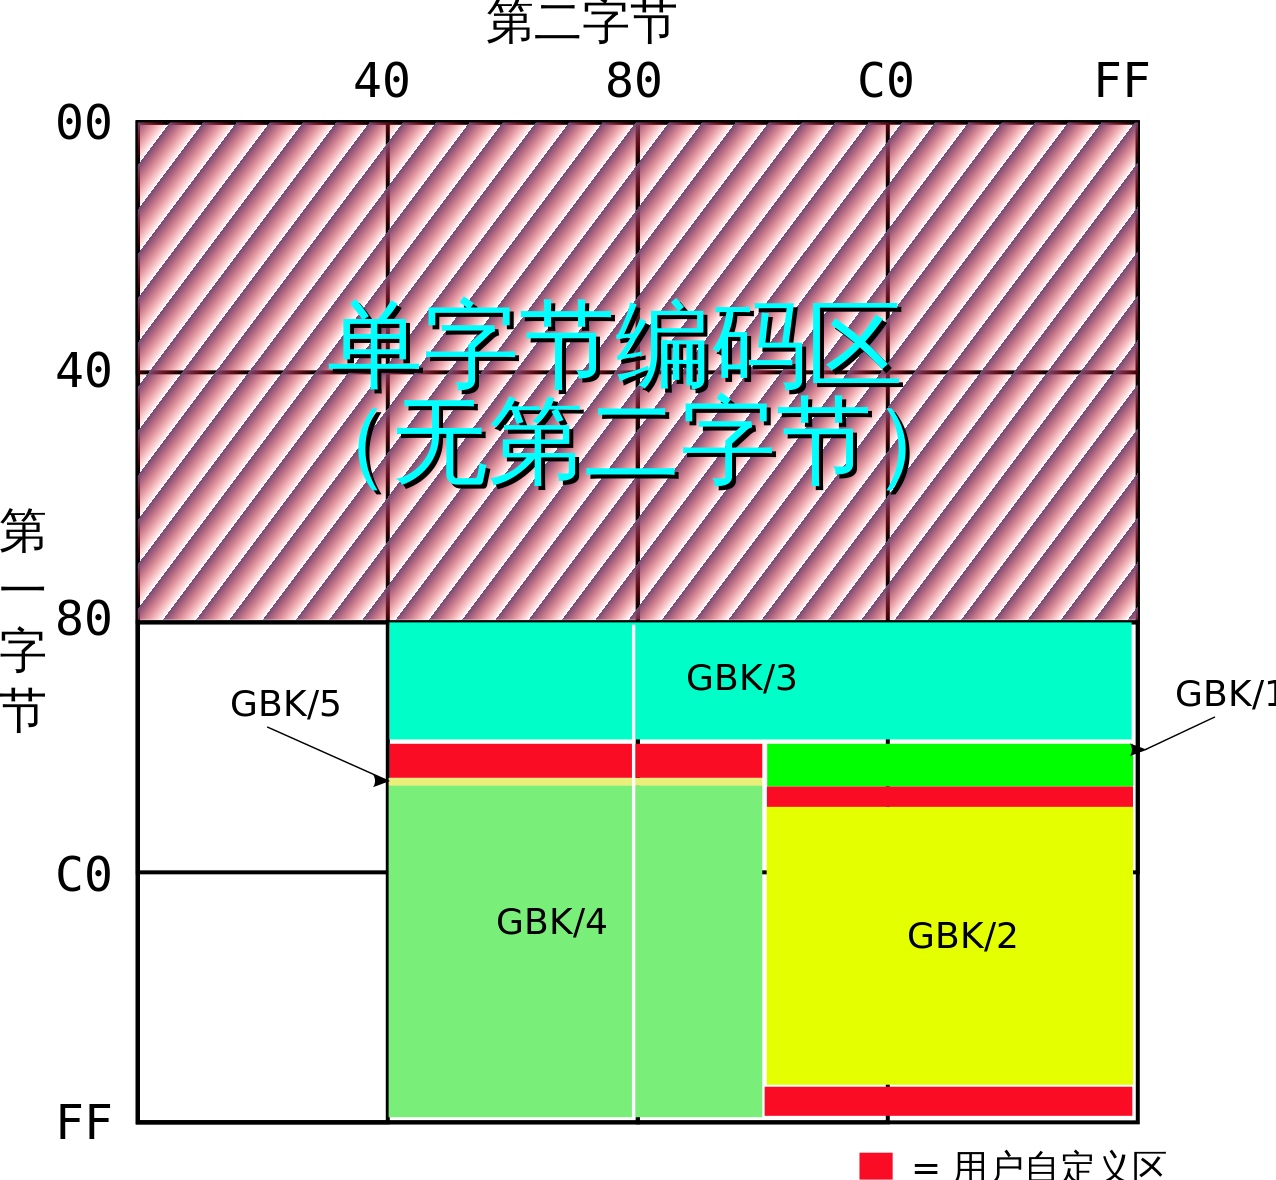 第二字节
40 80 C0 FF
00
单字节编码区
40
（无第二字节）
第一字节
80
GBK/3
GBK/5
GBK/1
C0
GBK/4
GBK/2
FF
= 用户自定义区